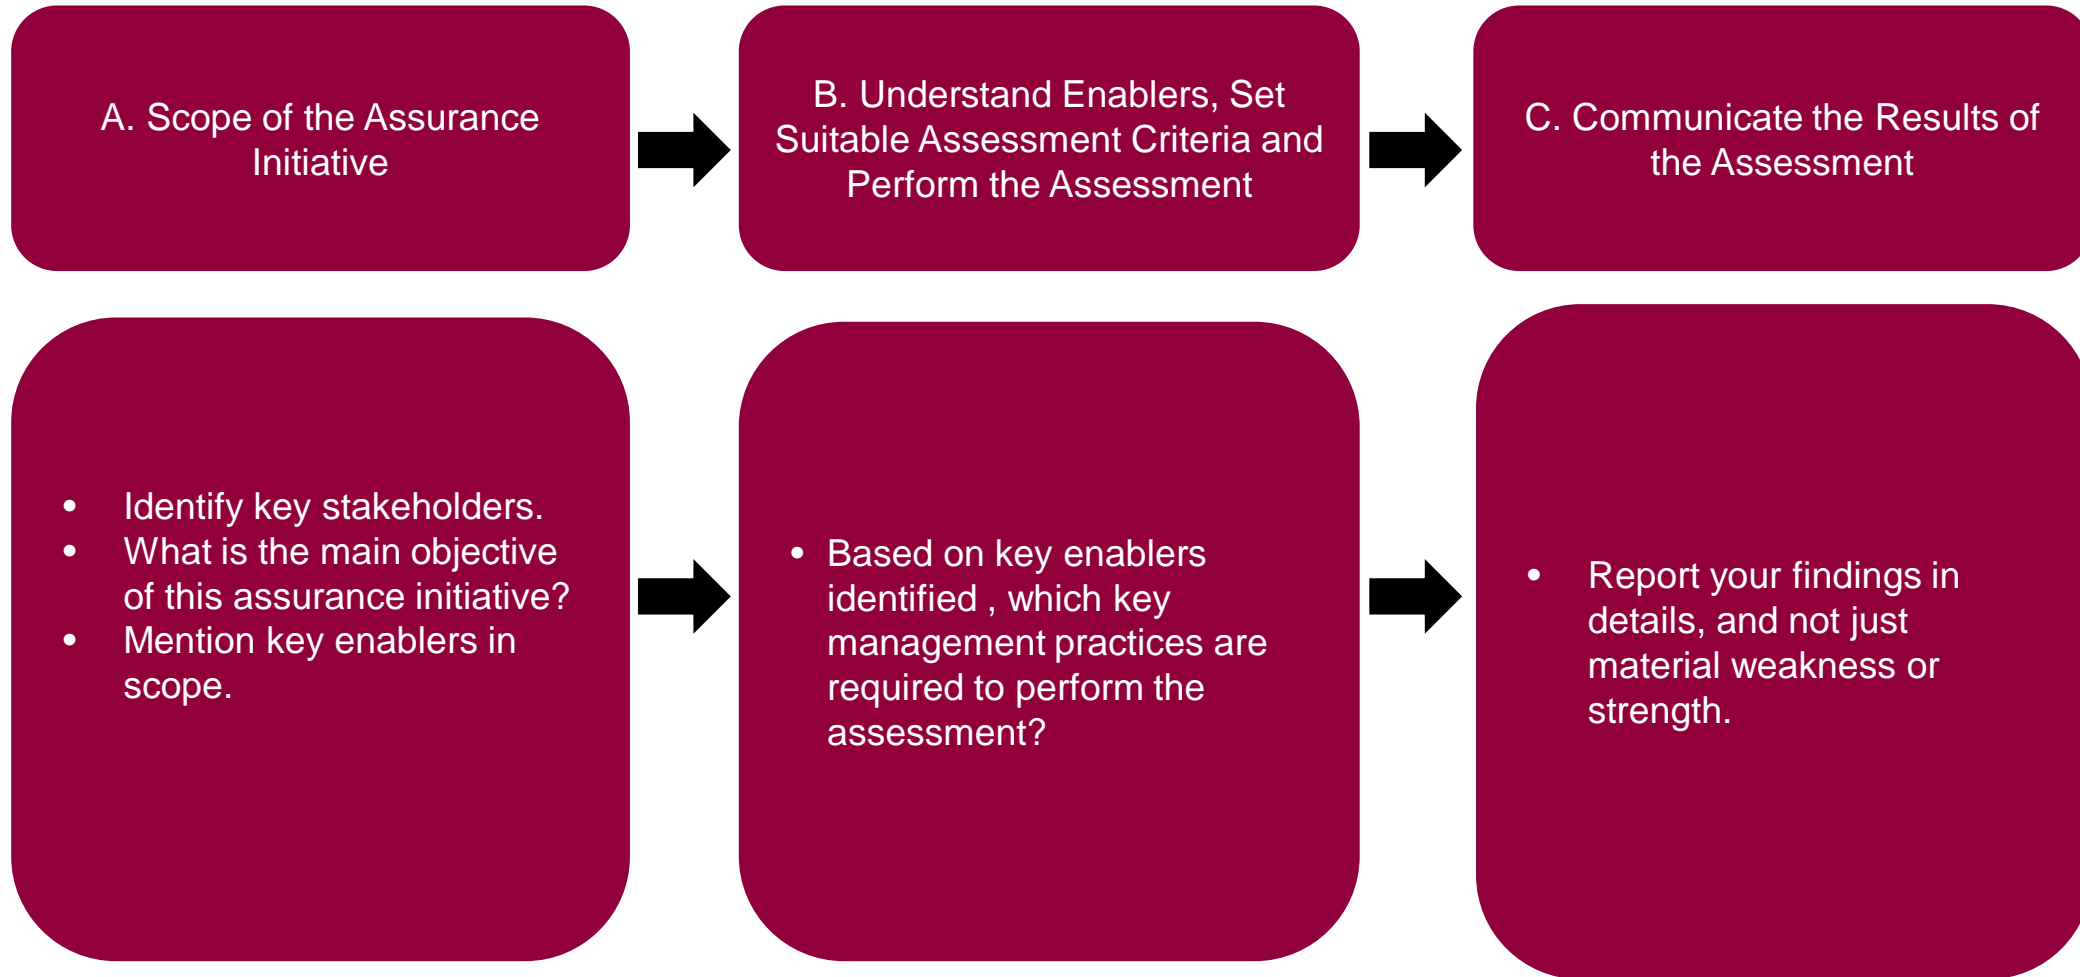 A. Scope of the Assurance
Initiative
B. Understand Enablers, Set
Suitable Assessment Criteria and
Perform the Assessment
C. Communicate the Results of
the Assessment
• Identify key stakeholders.
• What is the main objective
of this assurance initiative?
• Mention key enablers in
scope.
• Based on key enablers
identified , which key
management practices are
required to perform the
assessment?
• Report your findings in
details, and not just
material weakness or
strength.